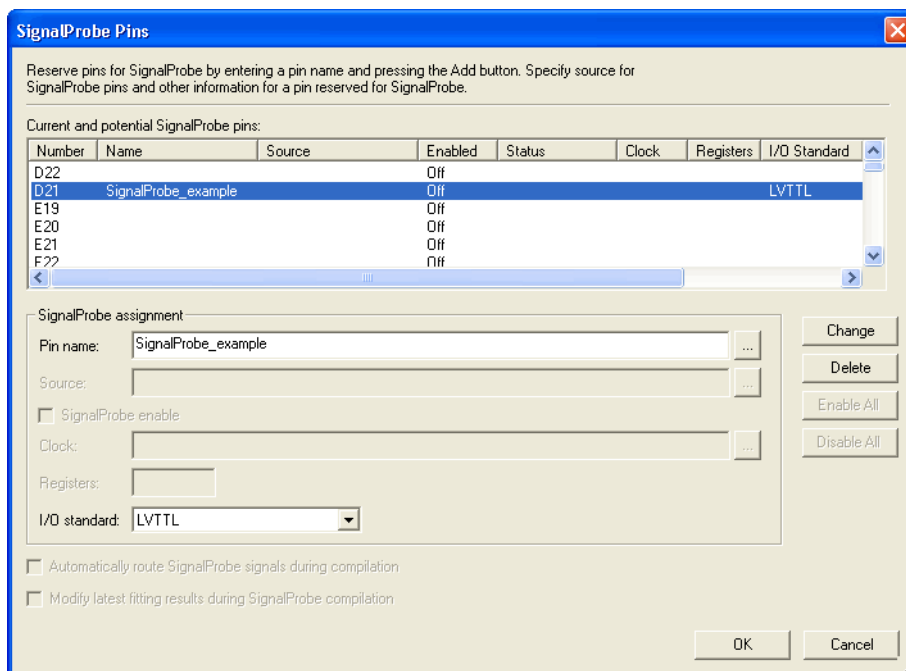 SignalProbe Pins
Reserve pins for SignalProbe by entering a pin name and pressing the Add button. Specify source for
SignalProbe pins and other information for a pin reserved for SignalProbe.
Current and potential SignalProbe pins:
Number Name Source Enabled Status Clock Registers I/O Standard
D22 Off
D21 SignalProbe_example Off LVTTL
E19 Off
E20 Off
E21 Off
E22 Off
SignalProbe assignment
Pin name: SignalProbe_example ...
Change
Source: ...
Delete
SignalProbe enable
Enable All
Clock: ...
Disable All
Registers:
I/O standard: LVTTL
Automatically route SignalProbe signals during compilation
Modify latest fitting results during SignalProbe compilation
OK Cancel